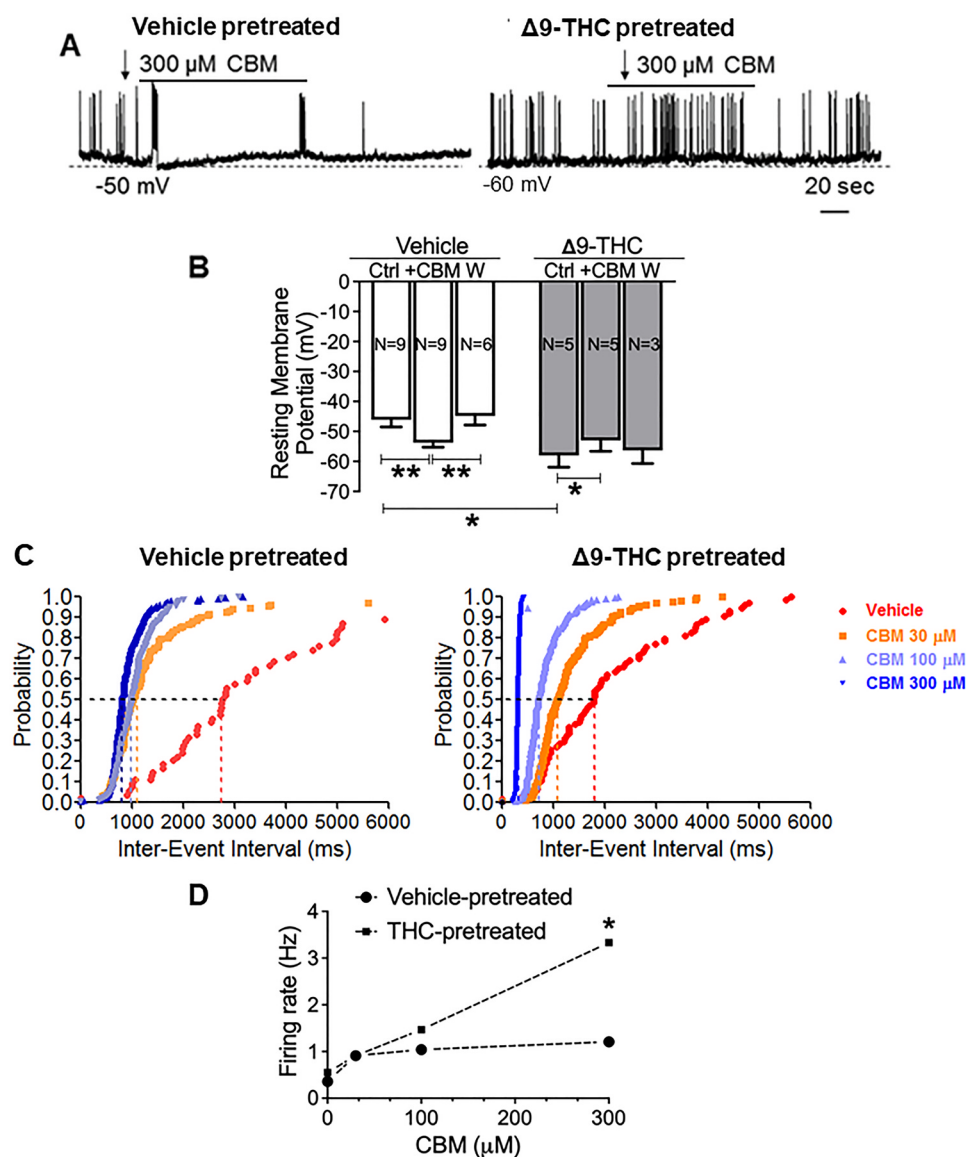 A
Vehicle pretreated
Δ9-THC pretreated
300 μM CBM
300 μM CBM
-50 mV
-60 mV
20 sec
B
Vehicle
Δ9-THC
Ctrl +CBM W
Ctrl +CBM W
Resting Membrane
Potential (mV)
0
-10
-20
-30
-40
-50
-60
-70
N=9
N=9
N=6
N=5
N=5
N=3
**
**
*
*
C
Vehicle pretreated
Δ9-THC pretreated
Probability
1.0
0.9
0.8
0.7
0.6
0.5
0.4
0.3
0.2
0.1
0.0
0 1000 2000 3000 4000 5000 6000
Inter-Event Interval (ms)
Probability
1.0
0.9
0.8
0.7
0.6
0.5
0.4
0.3
0.2
0.1
0.0
0 1000 2000 3000 4000 5000 6000
Inter-Event Interval (ms)
Vehicle
CBM 30 μM
CBM 100 μM
CBM 300 μM
D
Vehicle-pretreated
THC-pretreated
*
Firing rate (Hz)
4
3
2
1
0
0 100 200 300
CBM (μM)